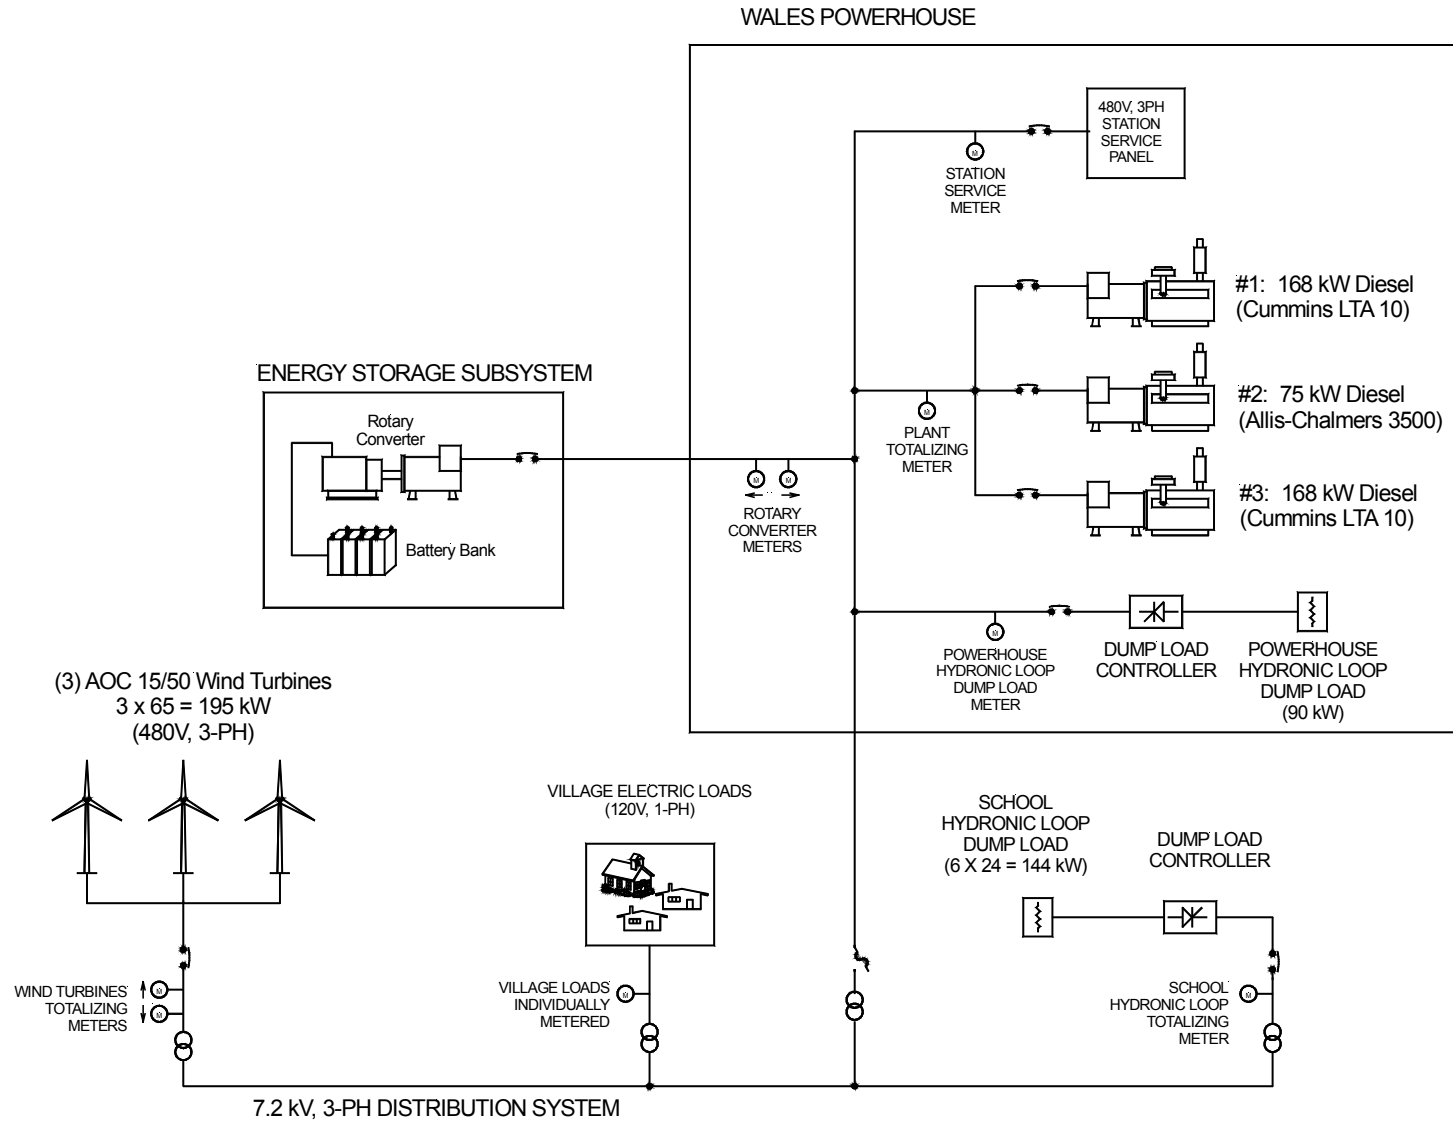 WALES POWERHOUSE
480V, 3PH
STATION
SERVICE
PANEL
M
STATION
SERVICE
METER
#1: 168 kW Diesel
(Cummins LTA 10)
#2: 75 kW Diesel
(Allis-Chalmers 3500)
M
PLANT
TOTALIZING
METER
#3: 168 kW Diesel
(Cummins LTA 10)
ENERGY STORAGE SUBSYSTEM
Rotary
Converter
Battery Bank
M M
ROTARY
CONVERTER
METERS
M
POWERHOUSE
HYDRONIC LOOP
DUMP LOAD
METER
DUMP LOAD
CONTROLLER
POWERHOUSE
HYDRONIC LOOP
DUMP LOAD
(90 kW)
(3) AOC 15/50 Wind Turbines
3 x 65 = 195 kW
(480V, 3-PH)
VILLAGE ELECTRIC LOADS
(120V, 1-PH)
SCHOOL
HYDRONIC LOOP
DUMP LOAD
(6 X 24 = 144 kW)
DUMP LOAD
CONTROLLER
WIND TURBINES
TOTALIZING
METERS
M
M
VILLAGE LOADS
INDIVIDUALLY
METERED
M
SCHOOL
HYDRONIC LOOP
TOTALIZING
METER
M
7.2 kV, 3-PH DISTRIBUTION SYSTEM